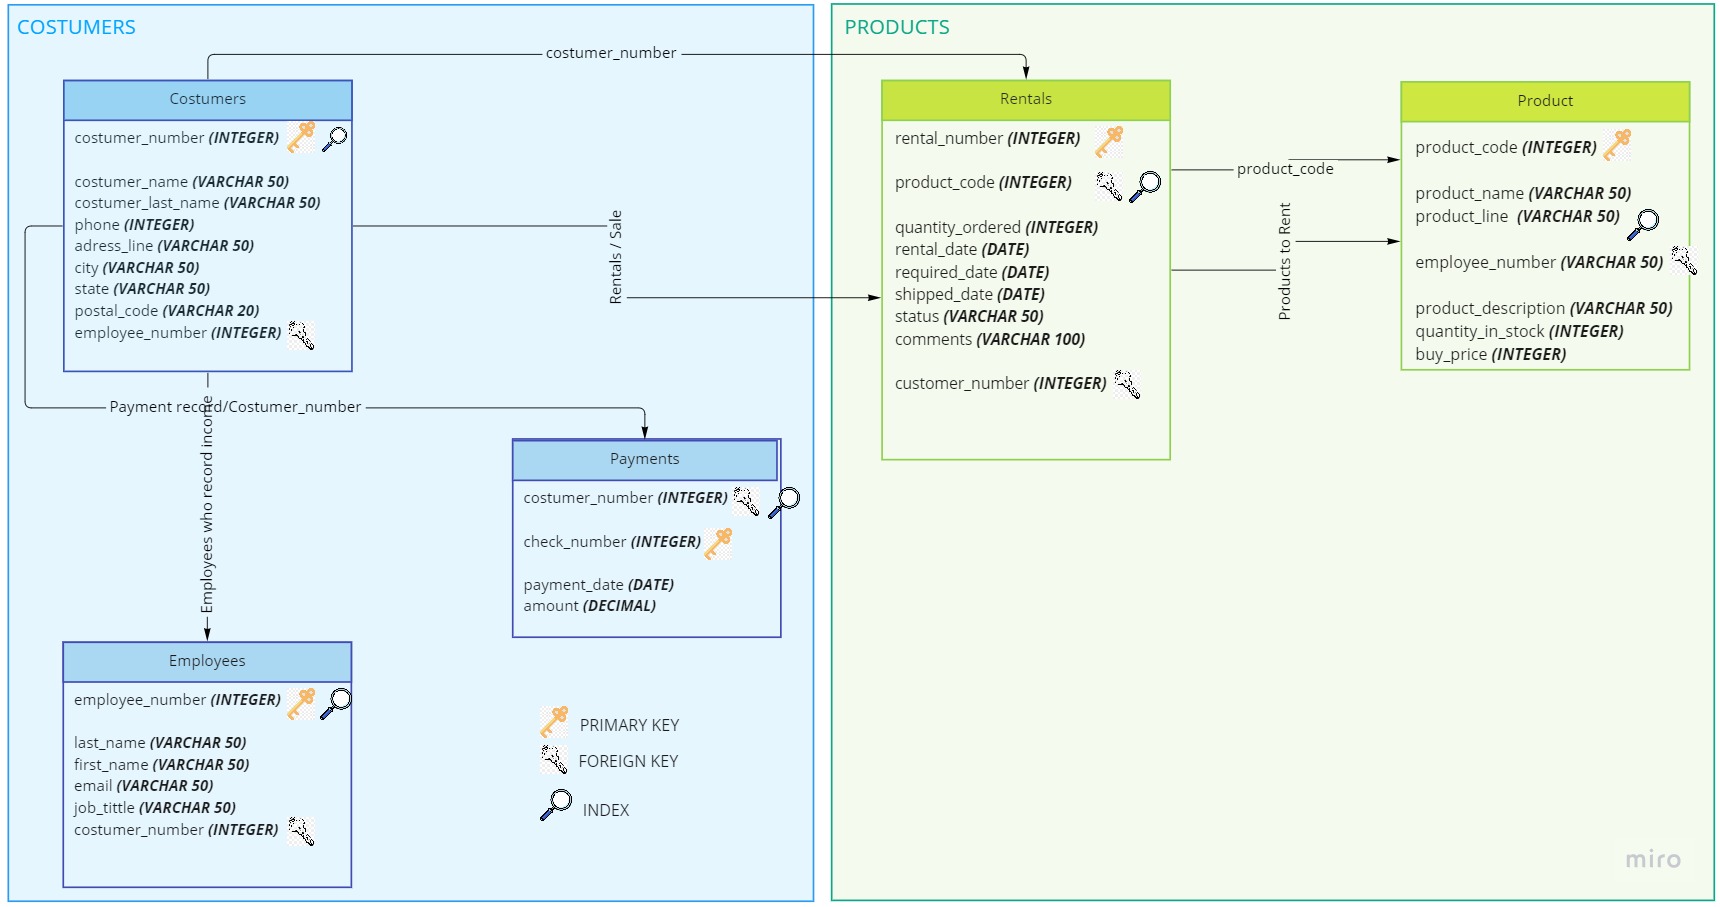 COSTUMERS
PRODUCTS
costumer_number
Costumers
costumer_number (INTEGER)
costumer_name (VARCHAR 50)
costumer_last_name (VARCHAR 50)
phone (INTEGER)
adress_line (VARCHAR 50)
city (VARCHAR 50)
state (VARCHAR 50)
postal_code (VARCHAR 20)
employee_number (INTEGER)
Rentals / Sale
Payment record/Costumer_number
Employees who record income
Payments
costumer_number (INTEGER)
check_number (INTEGER)
payment_date (DATE)
amount (DECIMAL)
Employees
employee_number (INTEGER)
last_name (VARCHAR 50)
first_name (VARCHAR 50)
email (VARCHAR 50)
job_tittle (VARCHAR 50)
costumer_number (INTEGER)
PRIMARY KEY
FOREIGN KEY
INDEX
Rentals
rental_number (INTEGER)
product_code (INTEGER)
quantity_ordered (INTEGER)
rental_date (DATE)
required_date (DATE)
shipped_date (DATE)
status (VARCHAR 50)
comments (VARCHAR 100)
customer_number (INTEGER)
product_code
Products to Rent
Product
product_code (INTEGER)
product_name (VARCHAR 50)
product_line (VARCHAR 50)
employee_number (VARCHAR 50)
product_description (VARCHAR 50)
quantity_in_stock (INTEGER)
buy_price (INTEGER)
miro